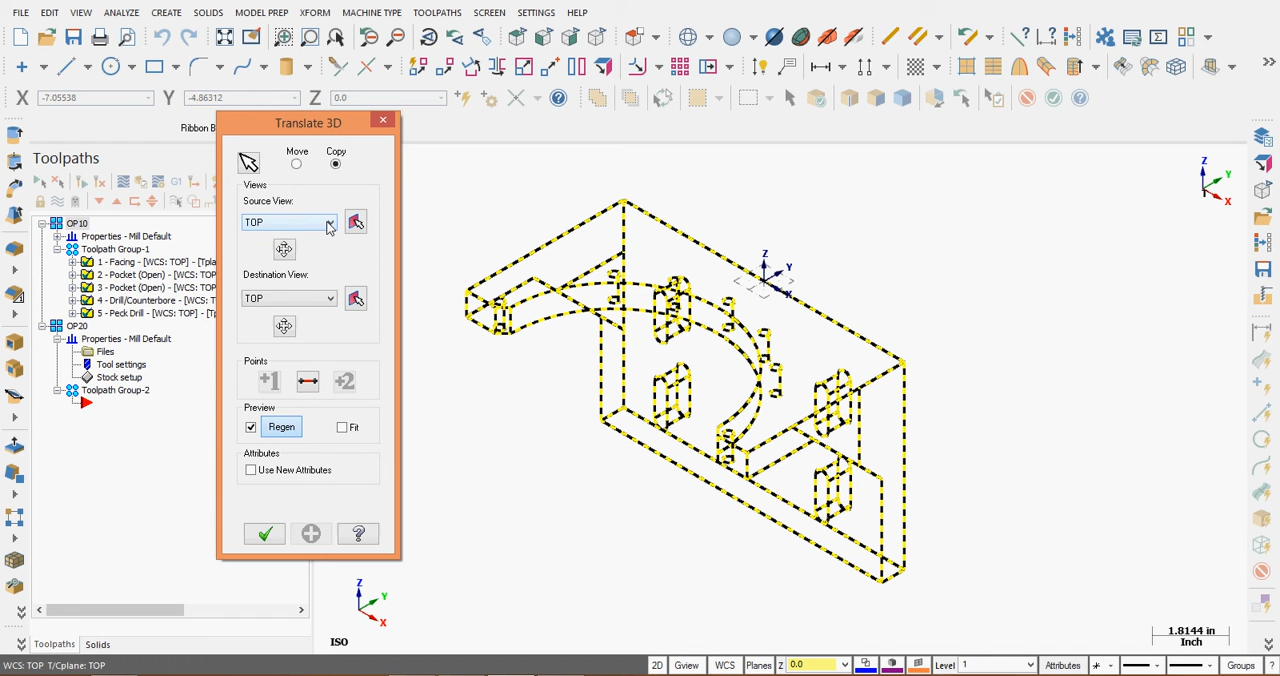 FILE EDIT VIEW ANALYZE CREATE SOLIDS MODEL PREP XFORM MACHINE TYPE TOOLPATHS SCREEN SETTINGS HELP
X -7.05538 Y -4.86312 Z 0.0
Ribbon B
Translate 3D
Toolpaths
Move Copy
Views
Source View:
TOP
Destination View:
TOP
Points
+1 +2
Preview
Regen Fit
Attributes
Use New Attributes
G1
OP10
Properties - Mill Default
Toolpath Group-1
1 - Facing - [WCS: TOP] - [Tpla
2 - Pocket (Open) - [WCS: TOP
3 - Pocket (Open) - [WCS: TOP
4 - Drill/Counterbore - [WCS: T
5 - Peck Drill - [WCS: TOP] - [T
OP20
Properties - Mill Default
Files
Tool settings
Stock setup
Toolpath Group-2
Z
Y
X
Z
Y
X
Z
Y
X
ISO
1.8144 in
Inch
Toolpaths Solids
WCS: TOP T/Cplane: TOP
2D Gview WCS Planes Z 0.0 Level 1 Attributes Groups ?